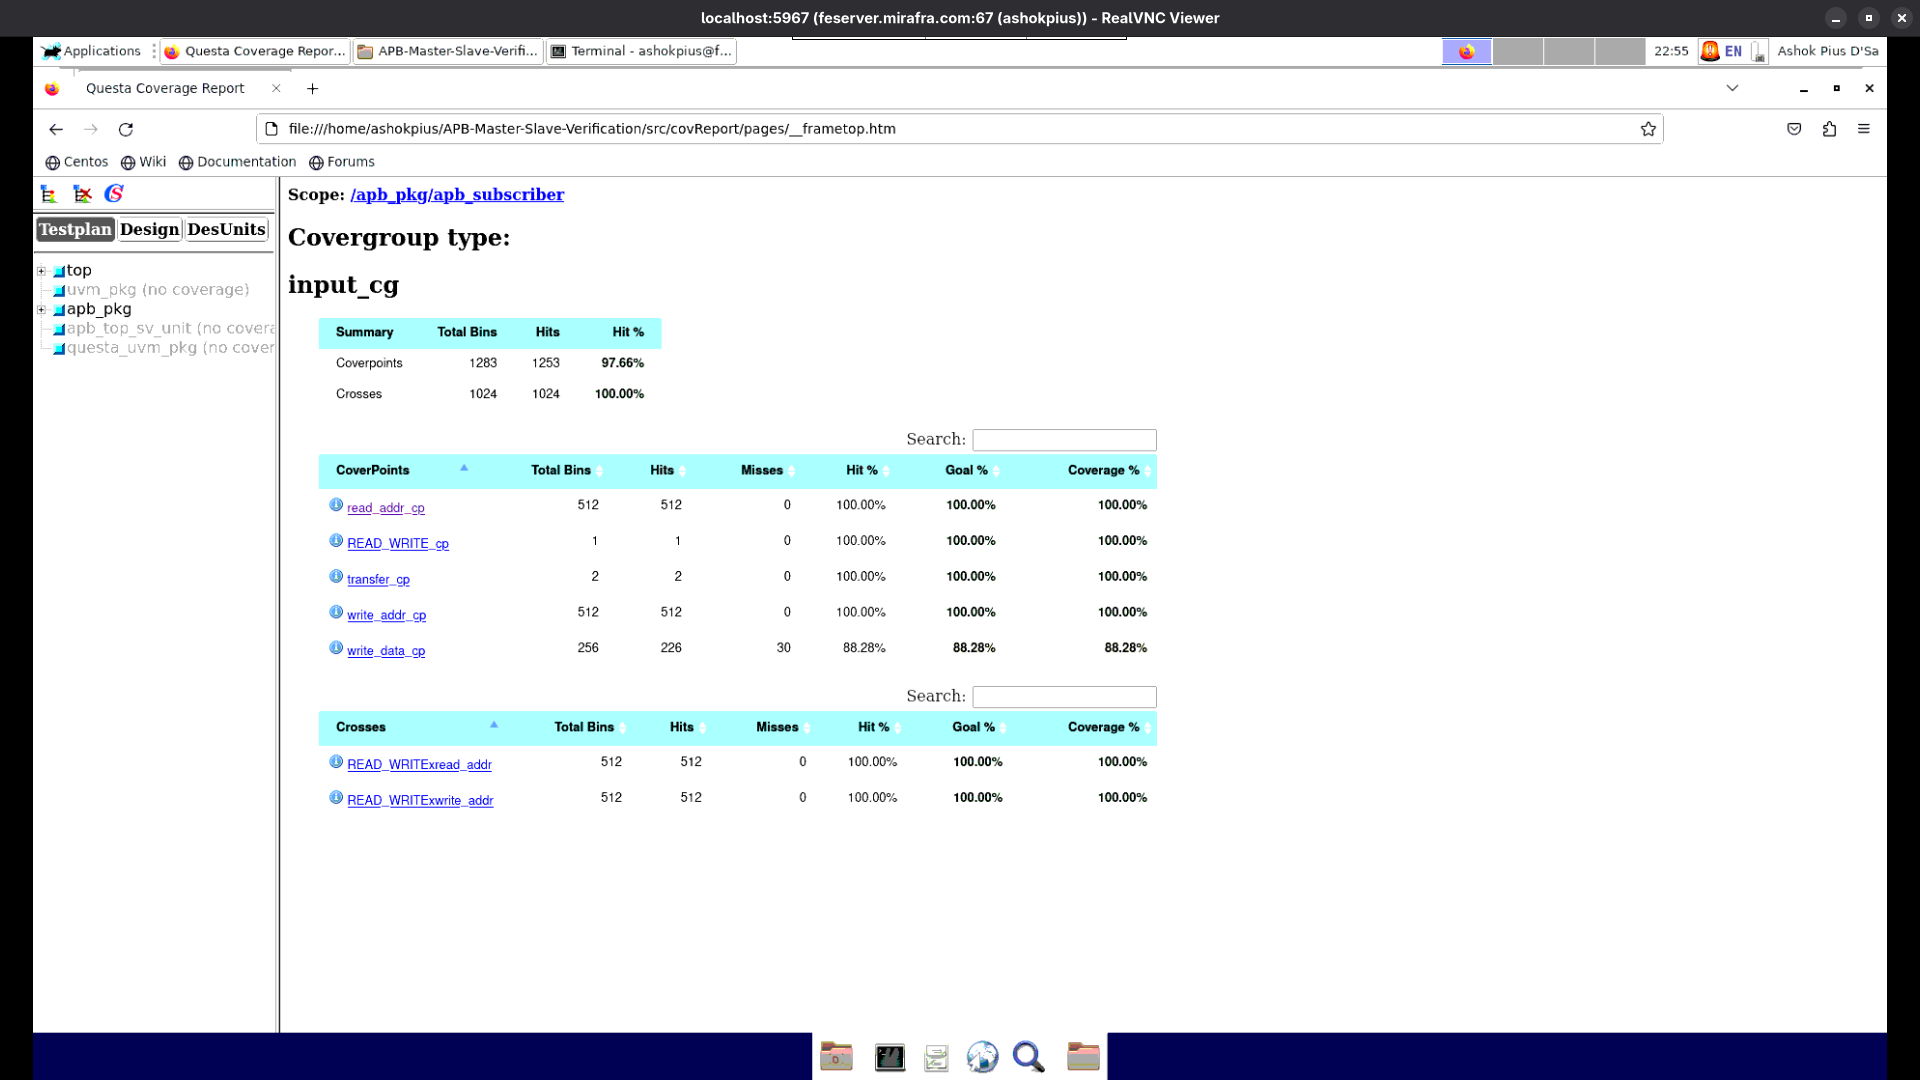 localhost:5967 (feserver.mirafra.com:67 (ashokpius)) - RealVNC Viewer
Applications Questa Coverage Repor... APB-Master-Slave-Verifi... Terminal - ashokpius@f... 22:55 EN Ashok Pius D'Sa
Questa Coverage Report
file:///home/ashokpius/APB-Master-Slave-Verification/src/covReport/pages/__frametop.htm
Centos Wiki Documentation Forums
Testplan Design DesUnits
top
uvm_pkg (no coverage)
apb_pkg
apb_top_sv_unit (no covera
questa_uvm_pkg (no cover
Scope: /apb_pkg/apb_subscriber
Covergroup type:
input_cg
Summary Total Bins Hits Hit %
Coverpoints 1283 1253 97.66%
Crosses 1024 1024 100.00%
Search:
CoverPoints Total Bins Hits Misses Hit % Goal % Coverage %
read_addr_cp 512 512 0 100.00% 100.00% 100.00%
READ_WRITE_cp 1 1 0 100.00% 100.00% 100.00%
transfer_cp 2 2 0 100.00% 100.00% 100.00%
write_addr_cp 512 512 0 100.00% 100.00% 100.00%
write_data_cp 256 226 30 88.28% 88.28% 88.28%
Search:
Crosses Total Bins Hits Misses Hit % Goal % Coverage %
READ_WRITExread_addr 512 512 0 100.00% 100.00% 100.00%
READ_WRITExwrite_addr 512 512 0 100.00% 100.00% 100.00%